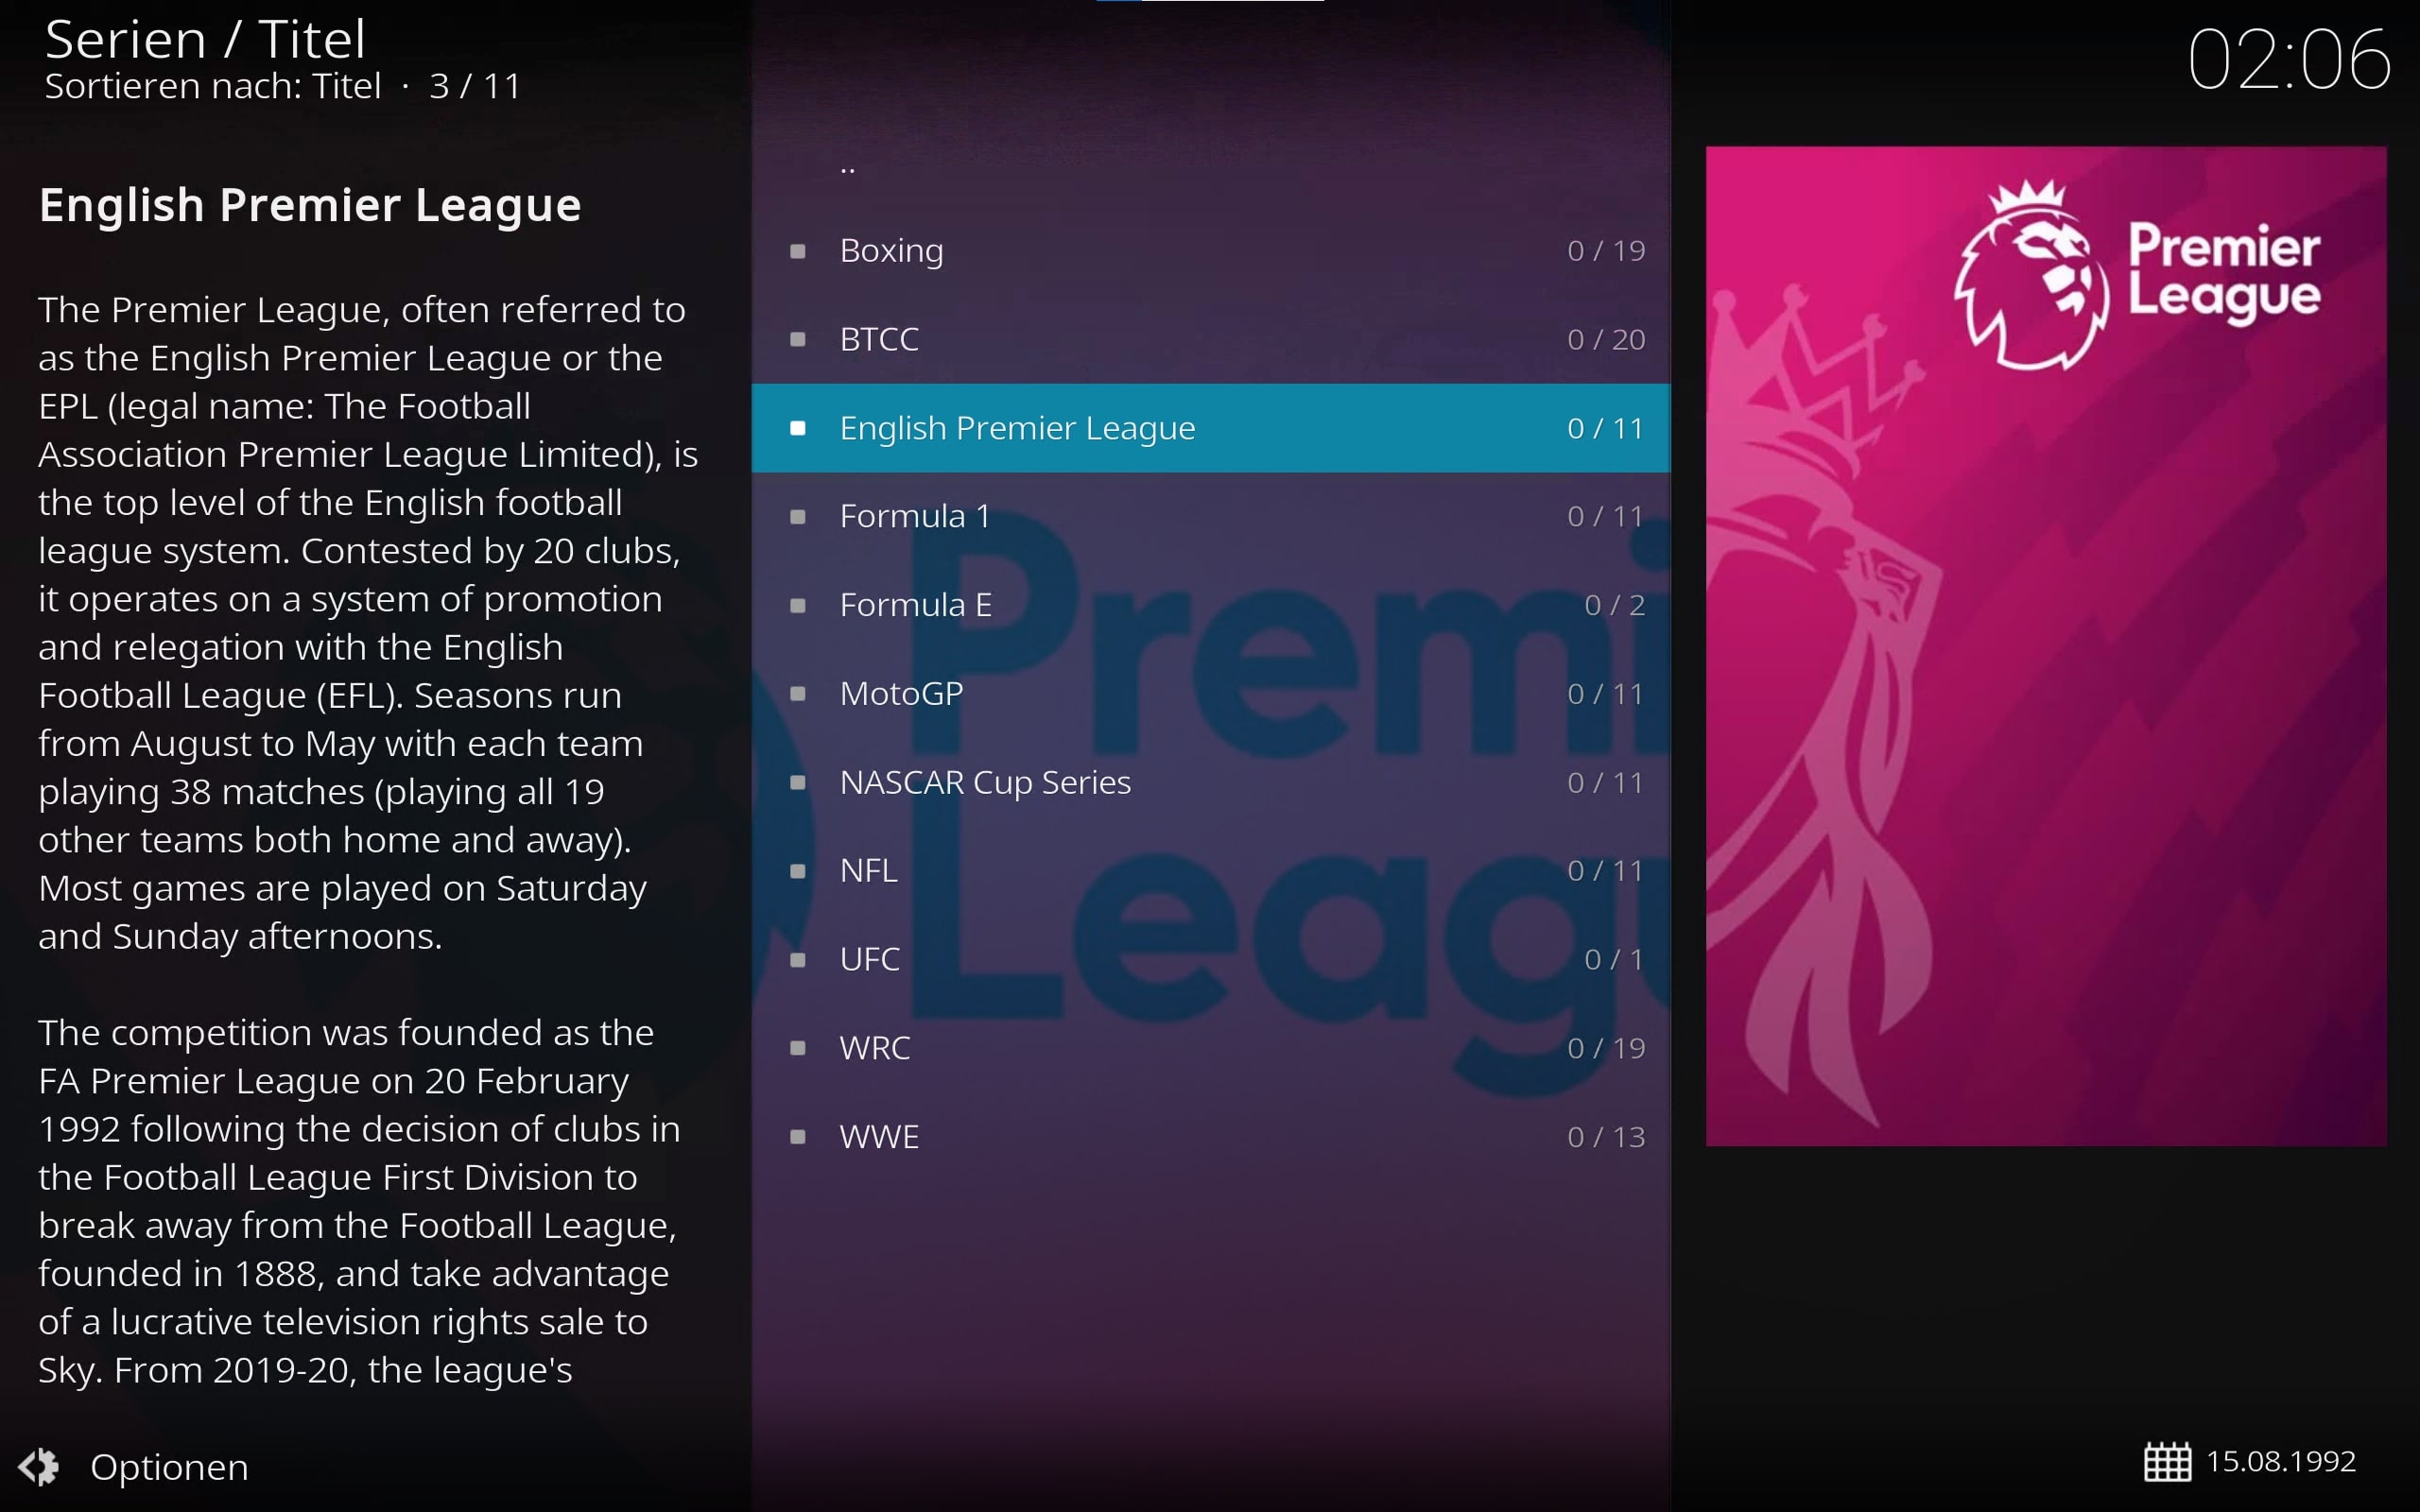 Serien / Titel
Sortieren nach: Titel · 3 / 11
02:06
English Premier League
The Premier League, often referred to
as the English Premier League or the
EPL (legal name: The Football
Association Premier League Limited), is
the top level of the English football
league system. Contested by 20 clubs,
it operates on a system of promotion
and relegation with the English
Football League (EFL). Seasons run
from August to May with each team
playing 38 matches (playing all 19
other teams both home and away).
Most games are played on Saturday
and Sunday afternoons.
The competition was founded as the
FA Premier League on 20 February
1992 following the decision of clubs in
the Football League First Division to
break away from the Football League,
founded in 1888, and take advantage
of a lucrative television rights sale to
Sky. From 2019-20, the league's
Optionen
..
Boxing 0 / 19
BTCC 0 / 20
English Premier League 0 / 11
Formula 1 0 / 11
Formula E 0 / 2
MotoGP 0 / 11
NASCAR Cup Series 0 / 11
NFL 0 / 11
UFC 0 / 1
WRC 0 / 19
WWE 0 / 13
Premi
Leagu
Premier
League
15.08.1992